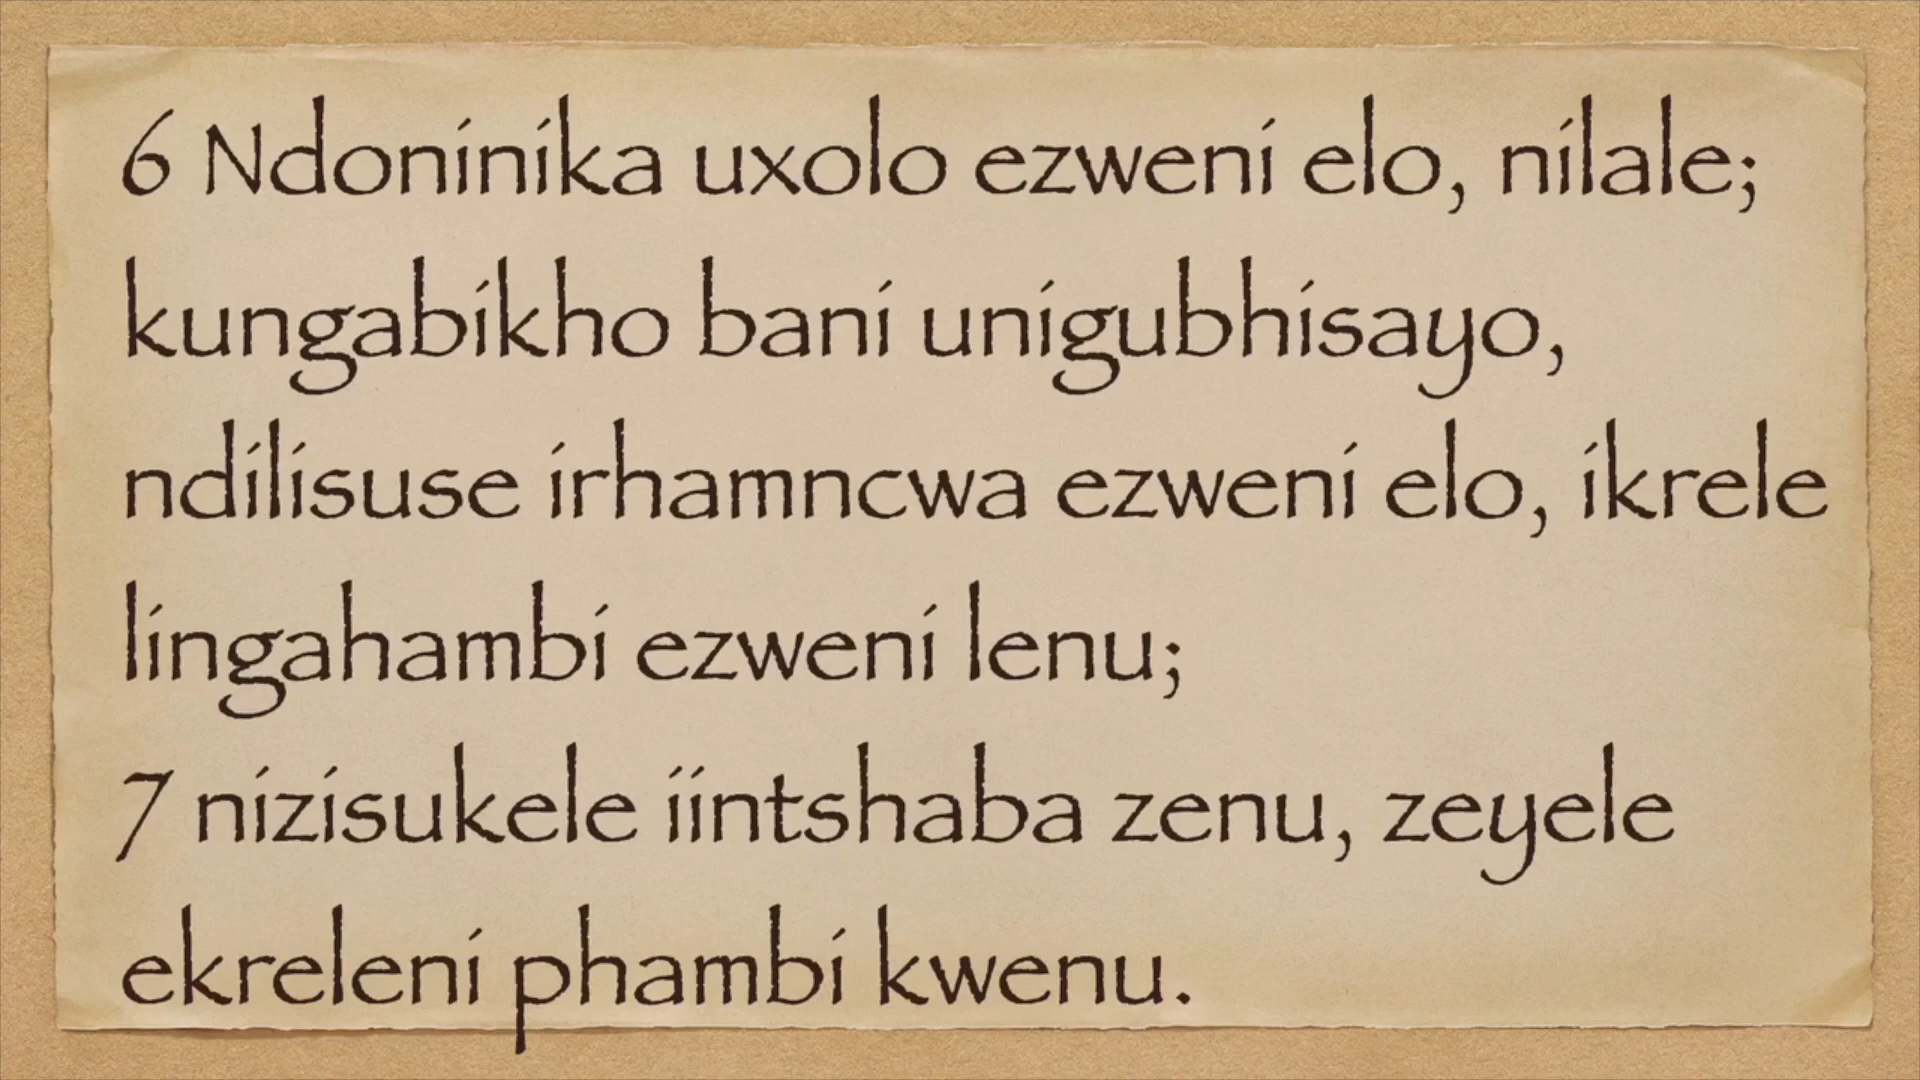 6 Ndoninika uxolo ezweni elo, nilale;
kungabikho bani unigubhisayo,
ndilisuse irhamncwa ezweni elo, ikrele
lingahambi ezweni lenu;
7 nizisukele iintshaba zenu, zeyele
ekreleni phambi kwenu.